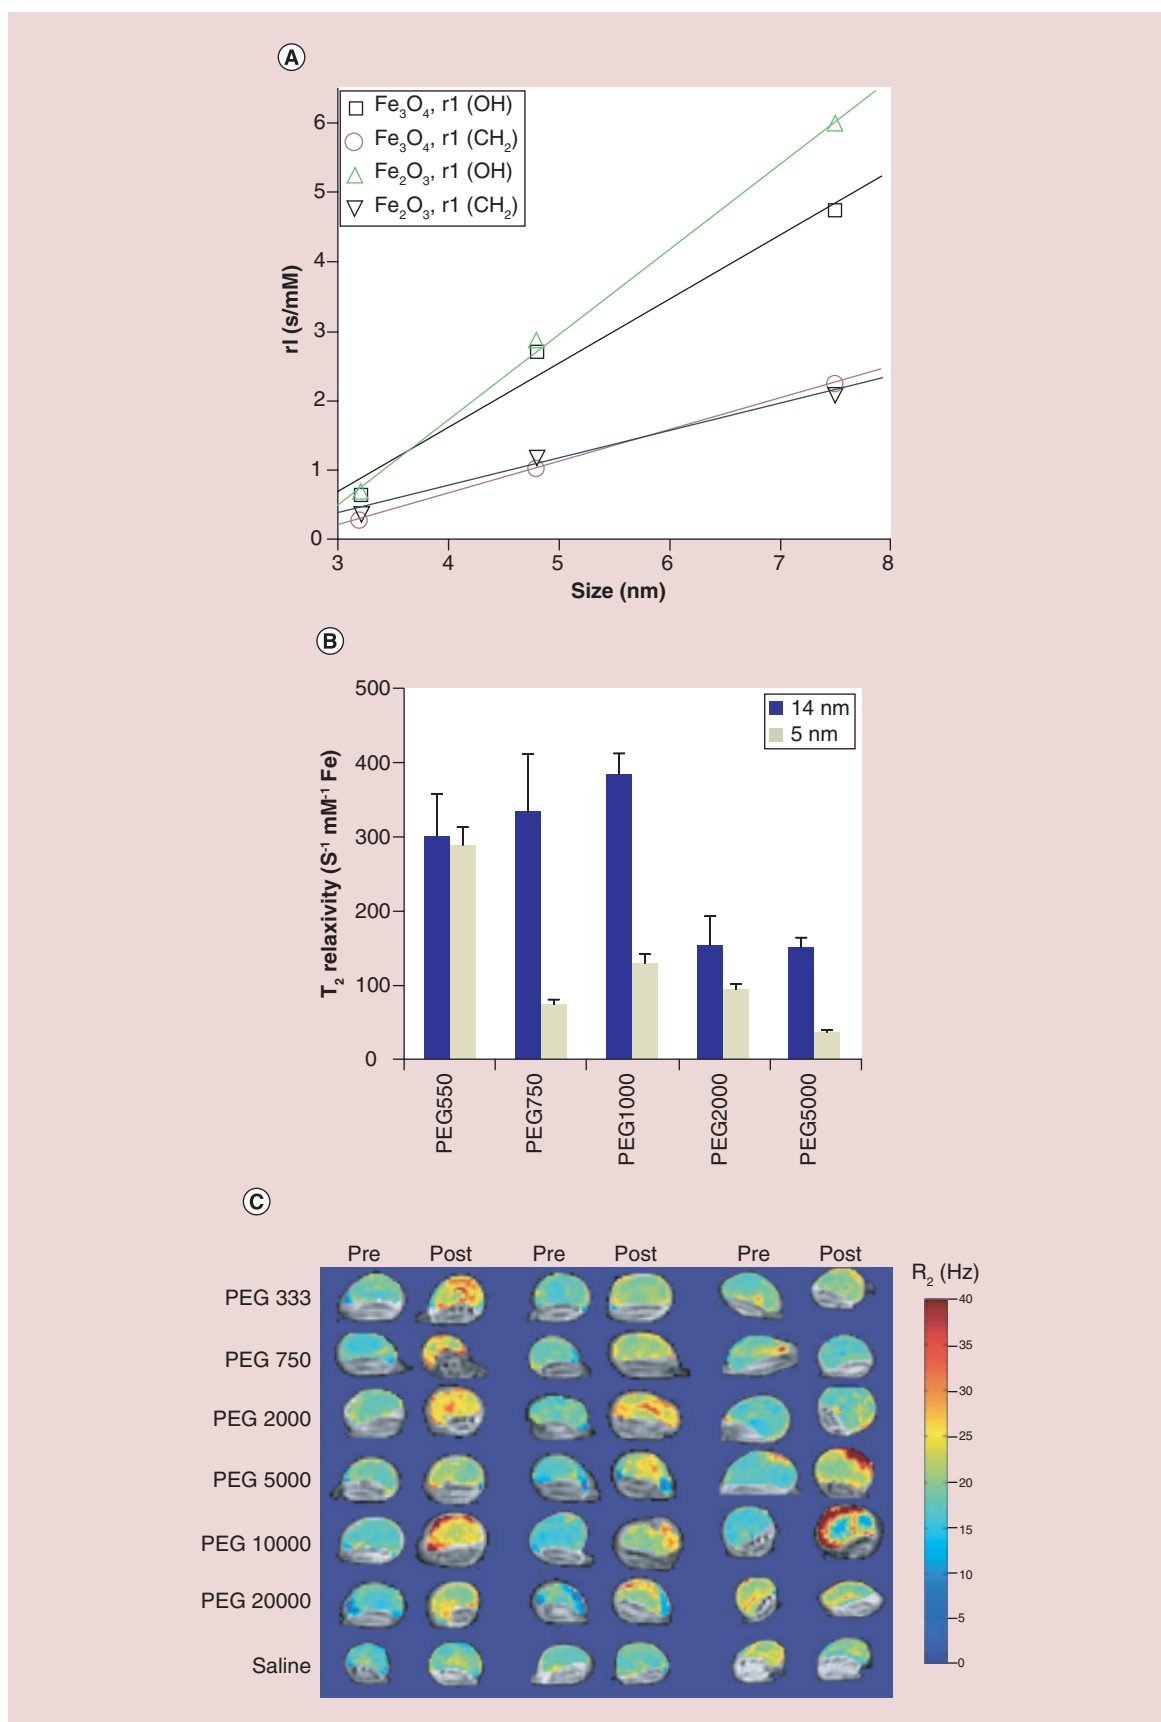 A
Fe₃O₄, r1 (OH)
Fe₃O₄, r1 (CH₂)
Fe₂O₃, r1 (OH)
Fe₂O₃, r1 (CH₂)
6
5
4
3
2
1
0
rI (s/mM)
3 4 5 6 7 8
Size (nm)
B
14 nm
5 nm
500
400
300
200
100
0
T₂ relaxivity (S⁻¹ mM⁻¹ Fe)
PEG550
PEG750
PEG1000
PEG2000
PEG5000
C
Pre Post Pre Post Pre Post
R₂ (Hz)
PEG 333
PEG 750
PEG 2000
PEG 5000
PEG 10000
PEG 20000
Saline
40
35
30
25
20
15
10
5
0